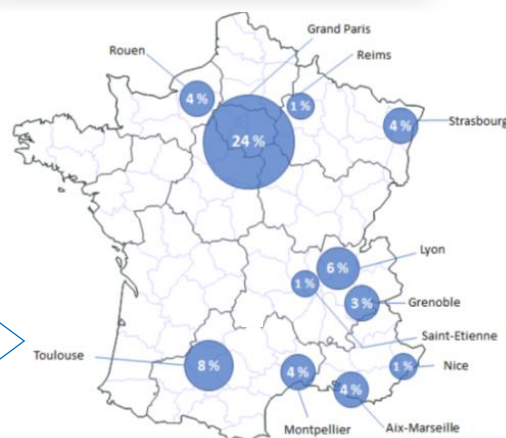 Grand Paris
Rouen
Reims
4 %
1 %
Strasbourg
4 %
24 %
Lyon
6 %
1 %
3 %
Grenoble
Saint-Etienne
Toulouse
8 %
4 %
1 %
Nice
4 %
Montpellier
Aix-Marseille